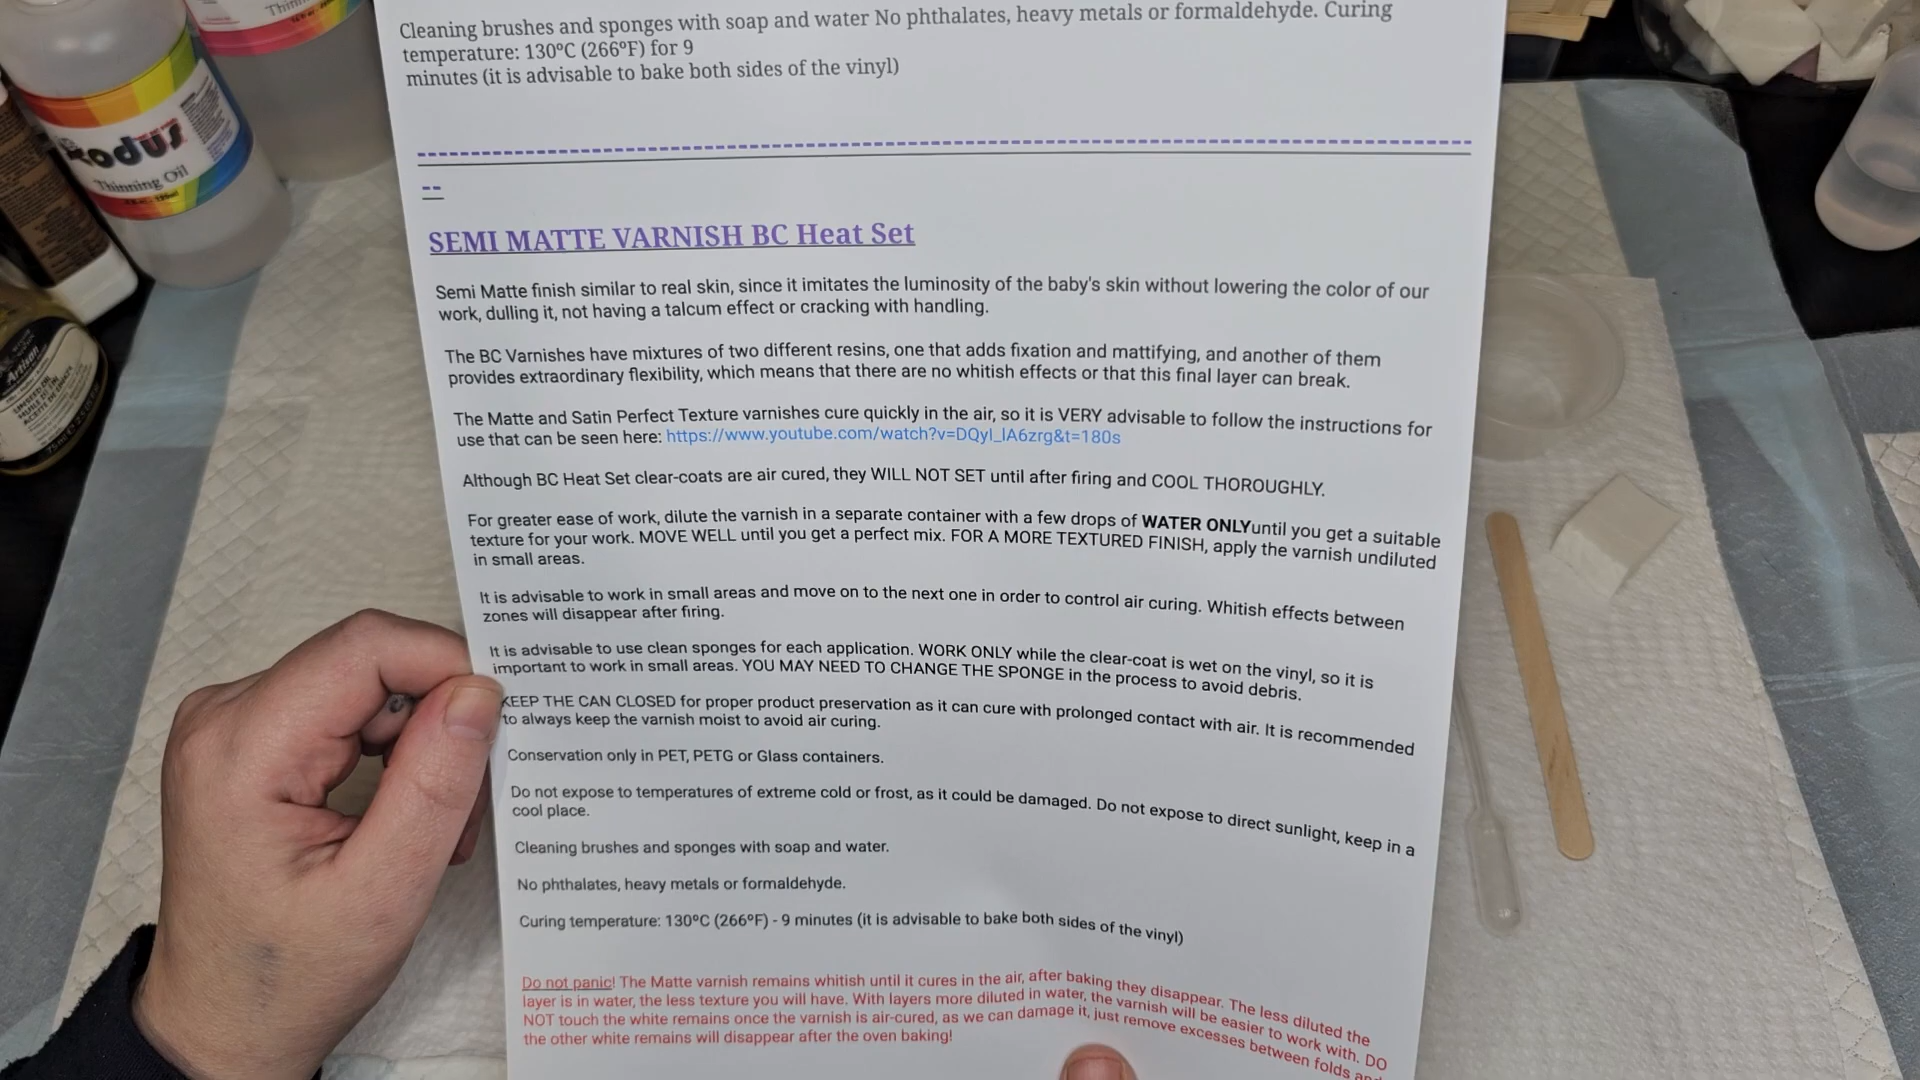 Cleaning brushes and sponges with soap and water No phthalates, heavy metals or formaldehyde. Curing
temperature: 130ºC (266ºF) for 9
minutes (it is advisable to bake both sides of the vinyl)
--
SEMI MATTE VARNISH BC Heat Set
Semi Matte finish similar to real skin, since it imitates the luminosity of the baby's skin without lowering the color of our
work, dulling it, not having a talcum effect or cracking with handling.
The BC Varnishes have mixtures of two different resins, one that adds fixation and mattifying, and another of them
provides extraordinary flexibility, which means that there are no whitish effects or that this final layer can break.
The Matte and Satin Perfect Texture varnishes cure quickly in the air, so it is VERY advisable to follow the instructions for
use that can be seen here: https://www.youtube.com/watch?v=DQyl_lA6zrg&t=180s
Although BC Heat Set clear-coats are air cured, they WILL NOT SET until after firing and COOL THOROUGHLY.
For greater ease of work, dilute the varnish in a separate container with a few drops of WATER ONLYuntil you get a suitable
texture for your work. MOVE WELL until you get a perfect mix. FOR A MORE TEXTURED FINISH, apply the varnish undiluted
in small areas.
It is advisable to work in small areas and move on to the next one in order to control air curing. Whitish effects between
zones will disappear after firing.
It is advisable to use clean sponges for each application. WORK ONLY while the clear-coat is wet on the vinyl, so it is
important to work in small areas. YOU MAY NEED TO CHANGE THE SPONGE in the process to avoid debris.
KEEP THE CAN CLOSED for proper product preservation as it can cure with prolonged contact with air. It is recommended
to always keep the varnish moist to avoid air curing.
Conservation only in PET, PETG or Glass containers.
Do not expose to temperatures of extreme cold or frost, as it could be damaged. Do not expose to direct sunlight, keep in a
cool place.
Cleaning brushes and sponges with soap and water.
No phthalates, heavy metals or formaldehyde.
Curing temperature: 130ºC (266ºF) - 9 minutes (it is advisable to bake both sides of the vinyl)
Do not panic! The Matte varnish remains whitish until it cures in the air, after baking they disappear. The less diluted the
layer is in water, the less texture you will have. With layers more diluted in water, the varnish will be easier to work with. DO
NOT touch the white remains once the varnish is air-cured, as we can damage it, just remove excesses between folds and
the other white remains will disappear after the oven baking!
odus
Thinning Oil
Artisan